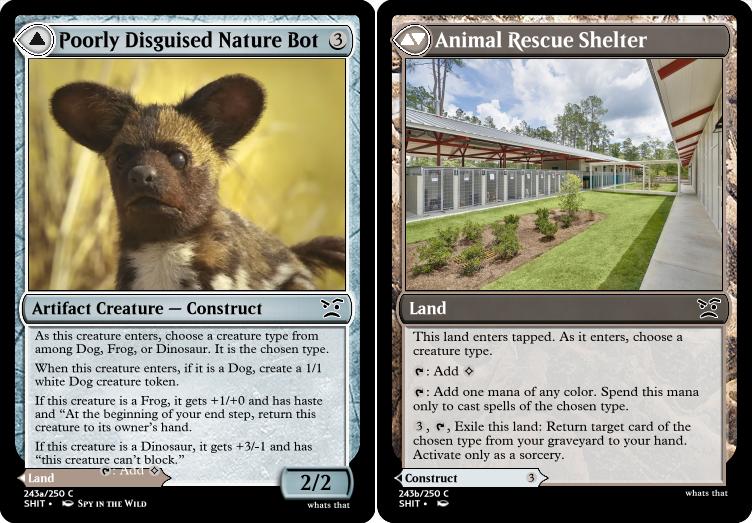 Poorly Disguised Nature Bot 3
Artifact Creature — Construct
As this creature enters, choose a creature type from
among Dog, Frog, or Dinosaur. It is the chosen type.
When this creature enters, if it is a Dog, create a 1/1
white Dog creature token.
If this creature is a Frog, it gets +1/+0 and has haste
and “At the beginning of your end step, return this
creature to its owner's hand.
If this creature is a Dinosaur, it gets +3/-1 and has
“this creature can't block.”
Land
: Add
2/2
243a/250 C
SHIT • SPY IN THE WILD
whats that
Animal Rescue Shelter
Land
This land enters tapped. As it enters, choose a
creature type.
: Add
: Add one mana of any color. Spend this mana
only to cast spells of the chosen type.
3, , Exile this land: Return target card of the
chosen type from your graveyard to your hand.
Activate only as a sorcery.
Construct 3
243b/250 C
SHIT •
whats that